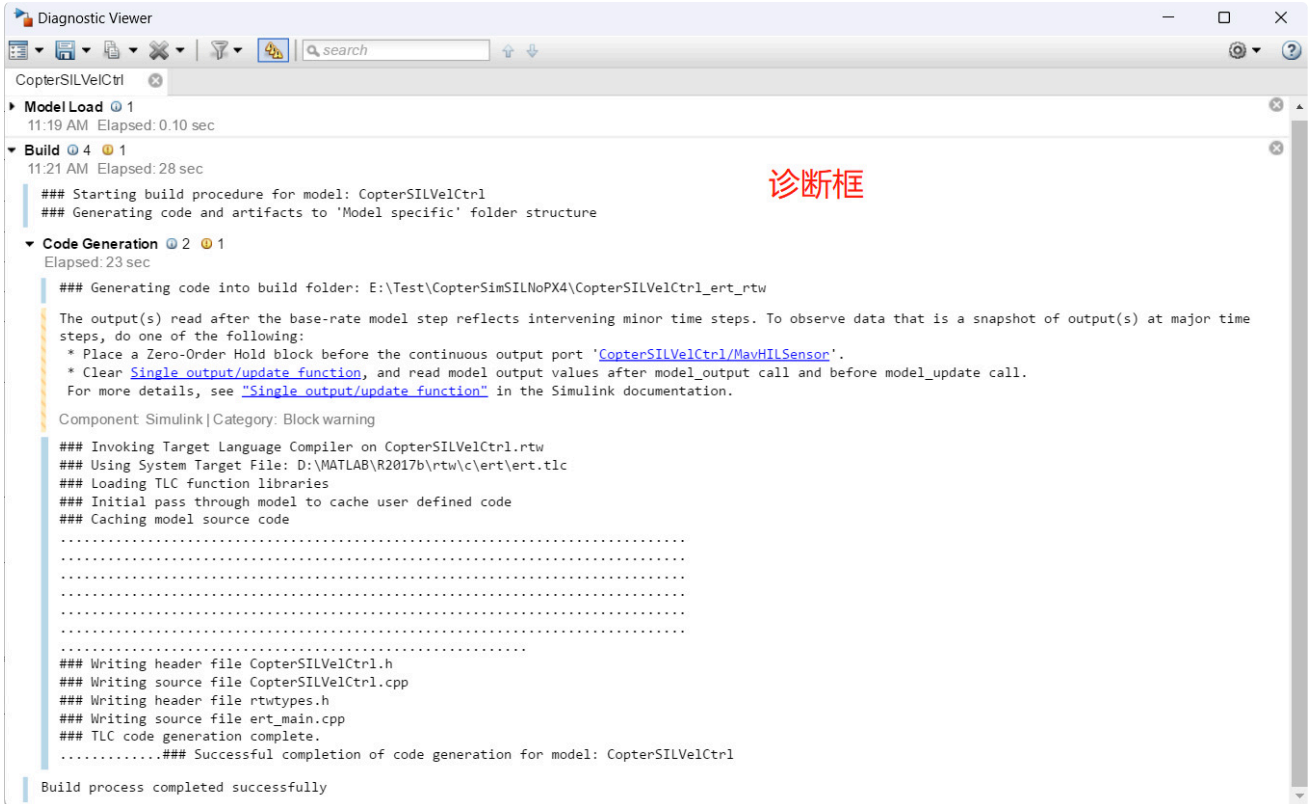 Diagnostic Viewer
search
CopterSILVelCtrl
Model Load 1
11:19 AM Elapsed: 0.10 sec
Build 4 1
11:21 AM Elapsed: 28 sec
诊断框
### Starting build procedure for model: CopterSILVelCtrl
### Generating code and artifacts to 'Model specific' folder structure
Code Generation 2 1
Elapsed: 23 sec
### Generating code into build folder: E:\Test\CopterSimSILNoPX4\CopterSILVelCtrl_ert_rtw
The output(s) read after the base-rate model step reflects intervening minor time steps. To observe data that is a snapshot of output(s) at major time
steps, do one of the following:
* Place a Zero-Order Hold block before the continuous output port 'CopterSILVelCtrl/MavHILSensor'.
* Clear Single output/update function, and read model output values after model_output call and before model_update call.
For more details, see "Single output/update function" in the Simulink documentation.
Component: Simulink | Category: Block warning
### Invoking Target Language Compiler on CopterSILVelCtrl.rtw
### Using System Target File: D:\MATLAB\R2017b\rtw\c\ert\ert.tlc
### Loading TLC function libraries
### Initial pass through model to cache user defined code
### Caching model source code
................................................................................
................................................................................
................................................................................
................................................................................
................................................................................
................................................................................
............................................................
### Writing header file CopterSILVelCtrl.h
### Writing source file CopterSILVelCtrl.cpp
### Writing header file rtwtypes.h
### Writing source file ert_main.cpp
### TLC code generation complete.
.............### Successful completion of code generation for model: CopterSILVelCtrl
Build process completed successfully